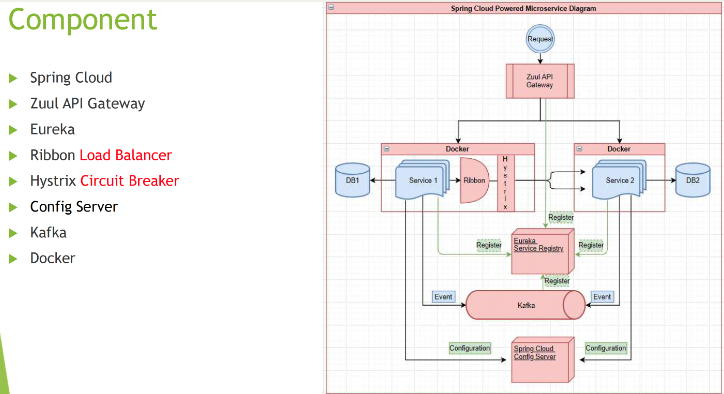 Component
Spring Cloud
Zuul API Gateway
Eureka
Ribbon Load Balancer
Hystrix Circuit Breaker
Config Server
Kafka
Docker
Spring Cloud Powered Microservice Diagram
Request
Zuul API
Gateway
Docker
Docker
DB1
Service 1
Ribbon
Hystrix
Service 2
DB2
Register
Register
Eureka
Service Registry
Register
Register
Event
Kafka
Event
Configuration
Spring Cloud
Config Server
Configuration